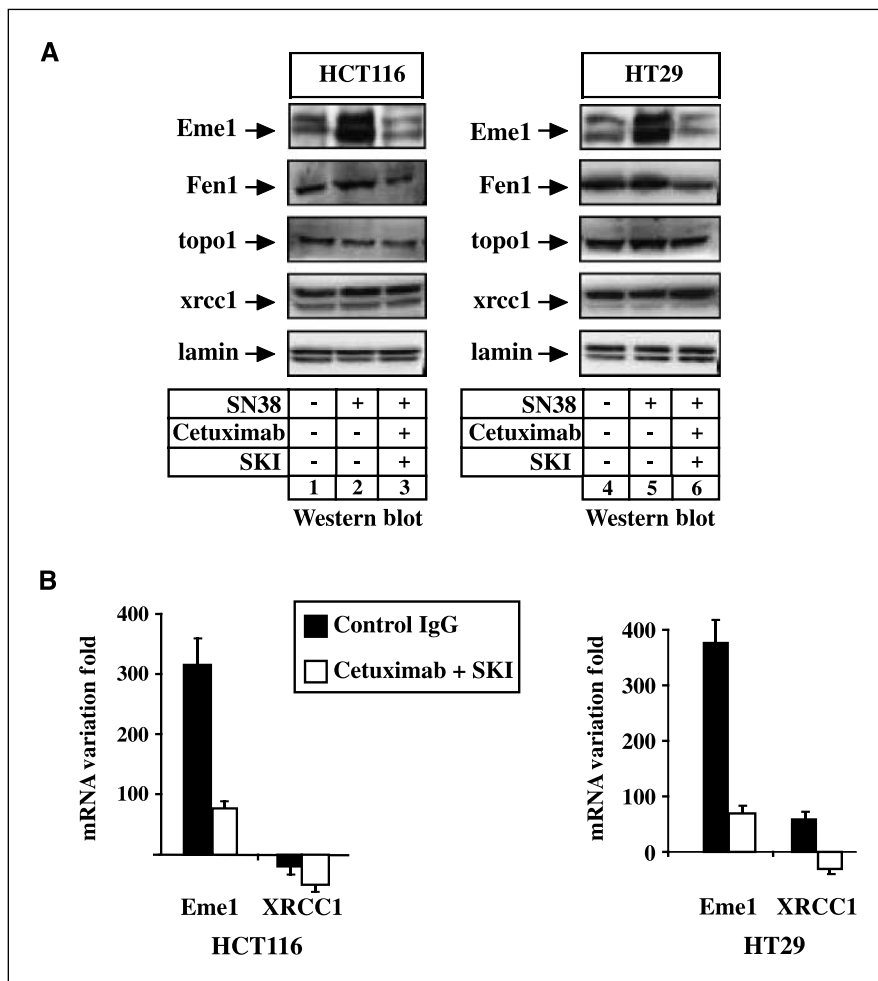 A
HCT116
Eme1
Fen1
topo1
xrcc1
lamin
SN38 - + +
Cetuximab - - +
SKI - - +
1 2 3
Western blot
HT29
Eme1
Fen1
topo1
xrcc1
lamin
SN38 - + +
Cetuximab - - +
SKI - - +
4 5 6
Western blot
B
mRNA variation fold
400
300
200
100
Eme1 XRCC1
HCT116
Control IgG
Cetuximab + SKI
mRNA variation fold
400
300
200
100
0
Eme1 XRCC1
HT29